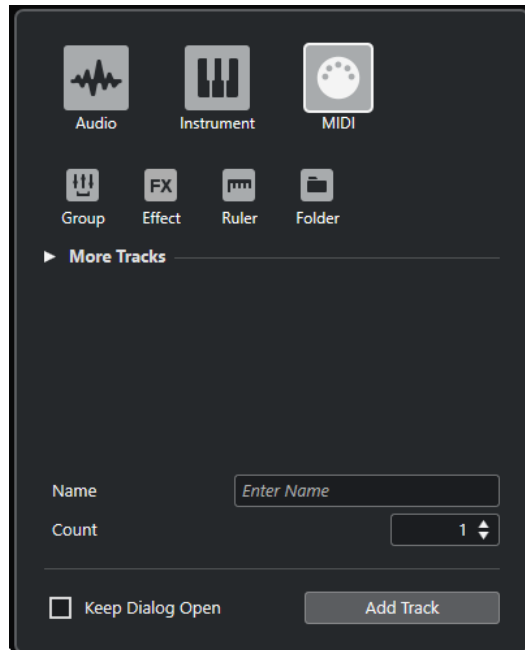 Audio Instrument MIDI
FX
Group Effect Ruler Folder
More Tracks
Name Enter Name
Count 1
Keep Dialog Open Add Track